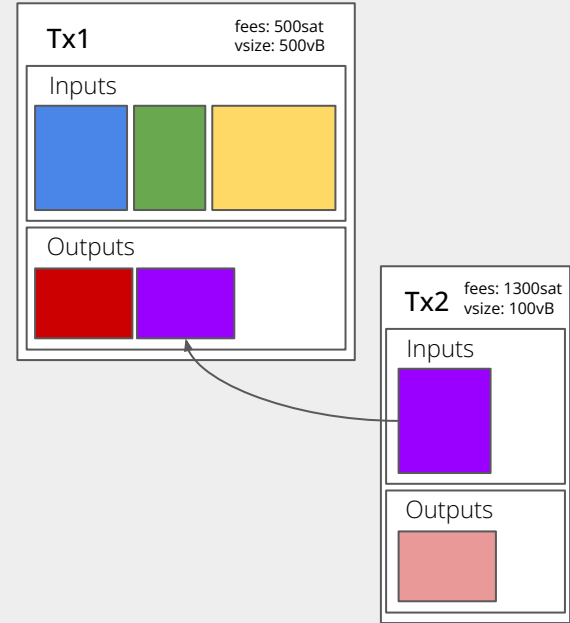 Tx1
fees: 500sat
vsize: 500vB
Inputs
Outputs
Tx2
fees: 1300sat
vsize: 100vB
Inputs
Outputs